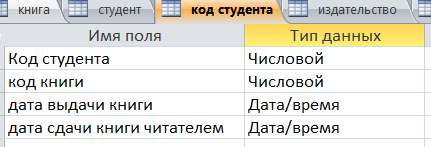 книга студент код студента издательство
Имя поля Тип данных
Код студента Числовой
код книги Числовой
дата выдачи книги Дата/время
дата сдачи книги читателем Дата/время